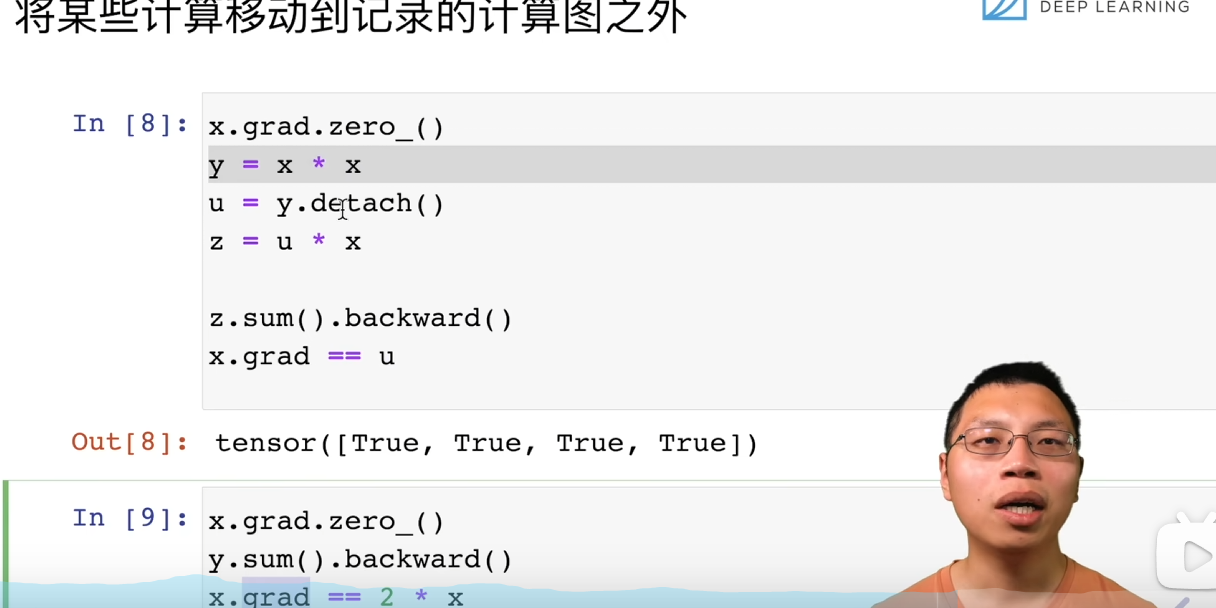 将某些计算移动到记录的计算图之外
DEEP LEARNING
In [8]:
x.grad.zero_()
y = x * x
u = y.detach()
z = u * x
z.sum().backward()
x.grad == u
Out[8]: tensor([True, True, True, True])
In [9]:
x.grad.zero_()
y.sum().backward()
x.grad == 2 * x